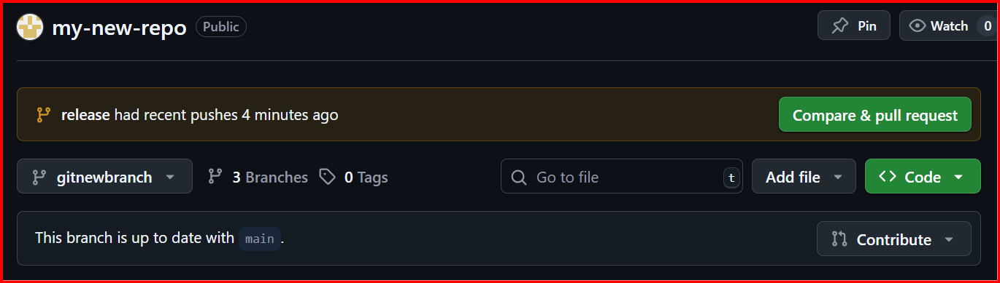 my-new-repo Public Pin Watch 0
release had recent pushes 4 minutes ago Compare & pull request
gitnewbranch 3 Branches 0 Tags Go to file t Add file Code
This branch is up to date with main. Contribute